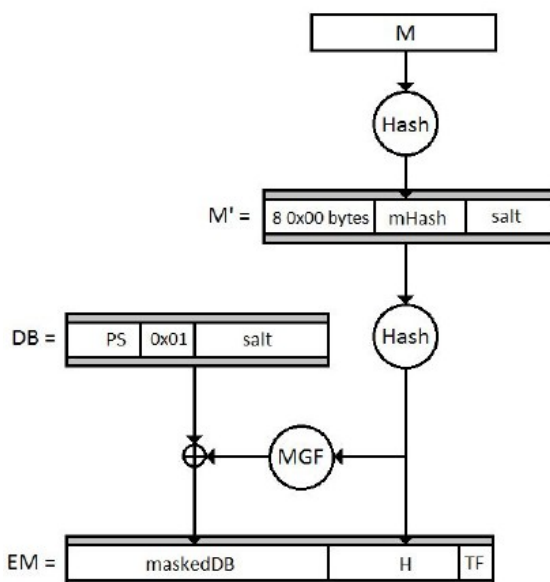 M
Hash
M' = 8 0x00 bytes mHash salt
DB = PS 0x01 salt
Hash
MGF
EM = maskedDB H TF